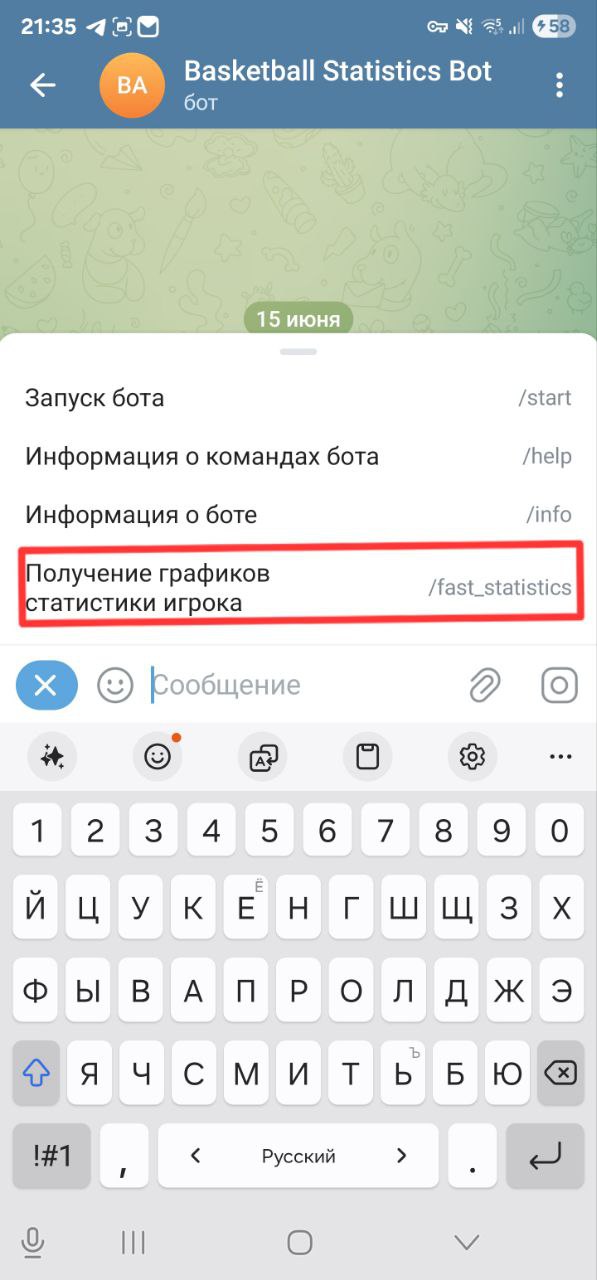 21:35
58
BA
Basketball Statistics Bot
бот
15 июня
Запуск бота /start
Информация о командах бота /help
Информация о боте /info
Получение графиков
статистики игрока /fast_statistics
Сообщение
1 2 3 4 5 6 7 8 9 0
Й Ц У К Е Ё Н Г Ш Щ З Х
Ф Ы В А П Р О Л Д Ж Э
Я Ч С М И Т Ь Ъ Б Ю
!#1 , < Русский > .